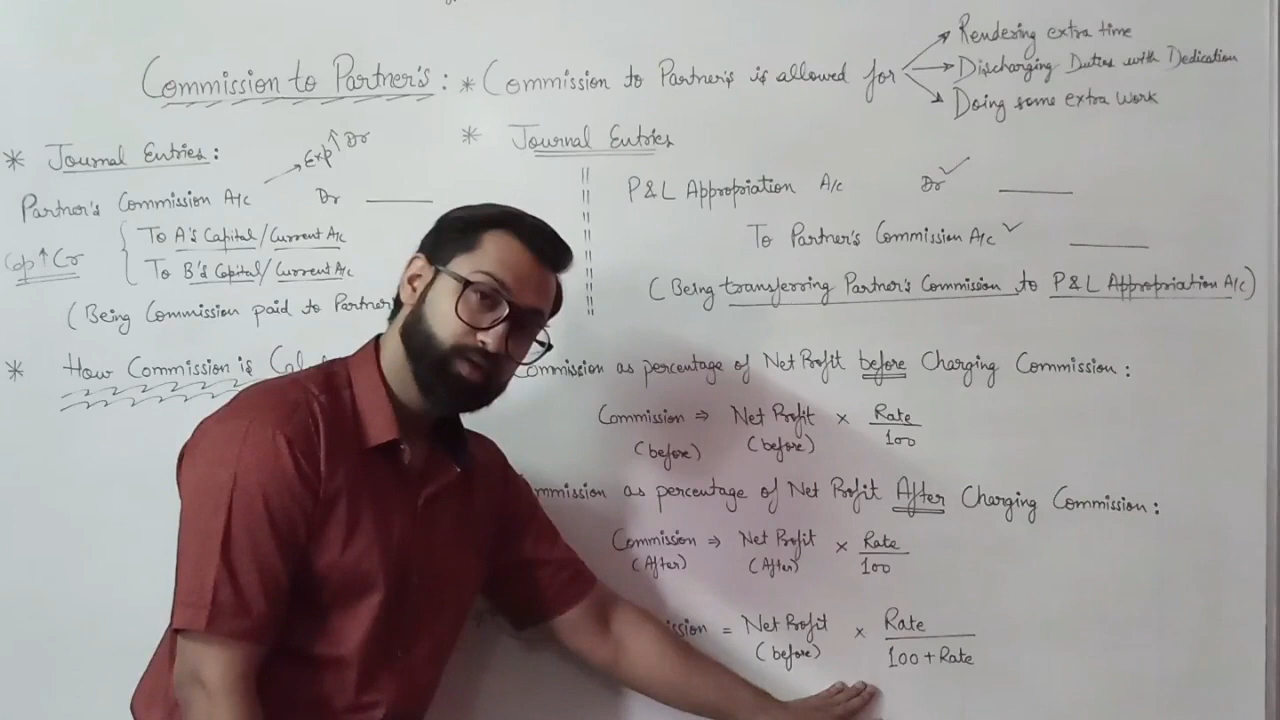 Commission to Partner's : * Commission to Partner's is allowed for
Rendering extra time
Discharging Duties with Dedication
Doing some extra work
* Journal Entries :
Exp ↑ Dr
Partner's Commission A/c Dr
Cap ↑ Cr
To A's Capital / Current A/c
To B's Capital / Current A/c
(Being Commission paid to Partner
* Journal Entries
P & L Appropriation A/c Dr ✓
To Partner's Commission A/c ✓
(Being transferring Partner's Commission to P & L Appropriation A/c)
* How Commission is Cal
Commission as percentage of Net Profit before Charging Commission :
Commission ⇒ Net Profit × Rate
100
(before) (before)
mmission as percentage of Net Profit After Charging Commission :
Commission ⇒ Net Profit × Rate
100
(After) (After)
ission = Net Profit × Rate
100 + Rate
(before)